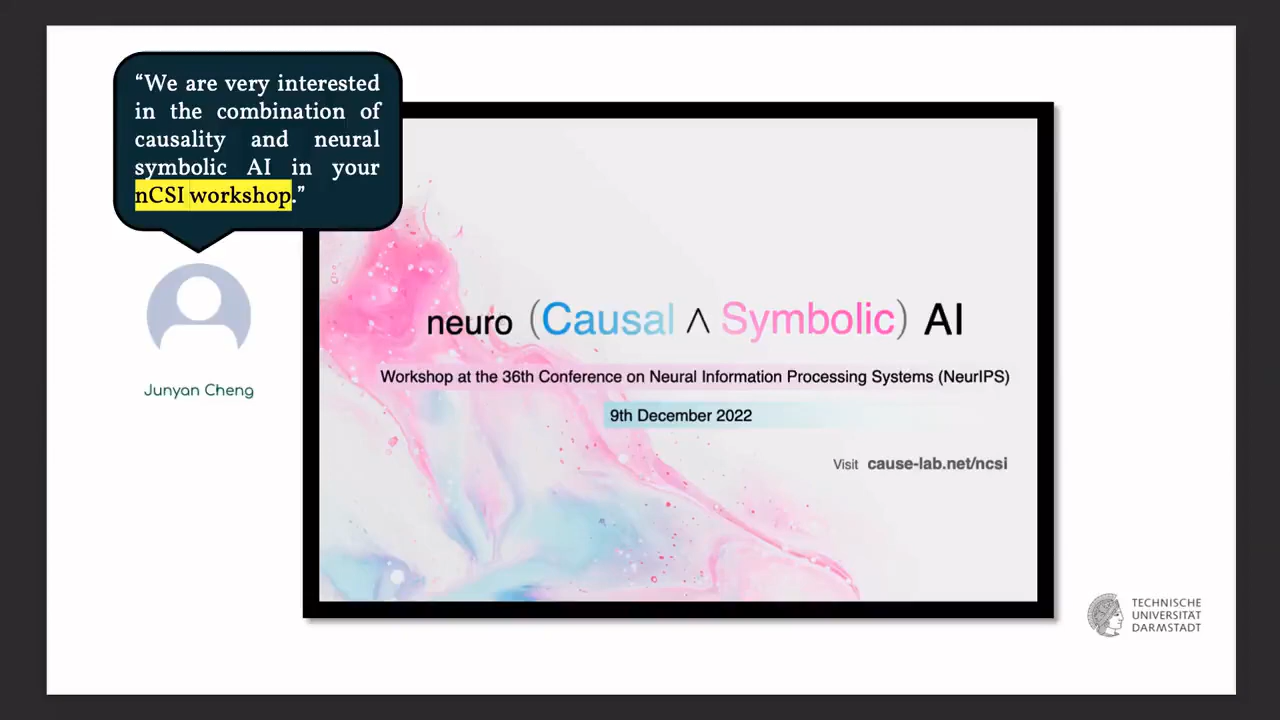 “We are very interested
in the combination of
causality and neural
symbolic AI in your
nCSI workshop.”
Junyan Cheng
neuro (Causal ∧ Symbolic) AI
Workshop at the 36th Conference on Neural Information Processing Systems (NeurIPS)
9th December 2022
Visit cause-lab.net/ncsi
TECHNISCHE
UNIVERSITÄT
DARMSTADT